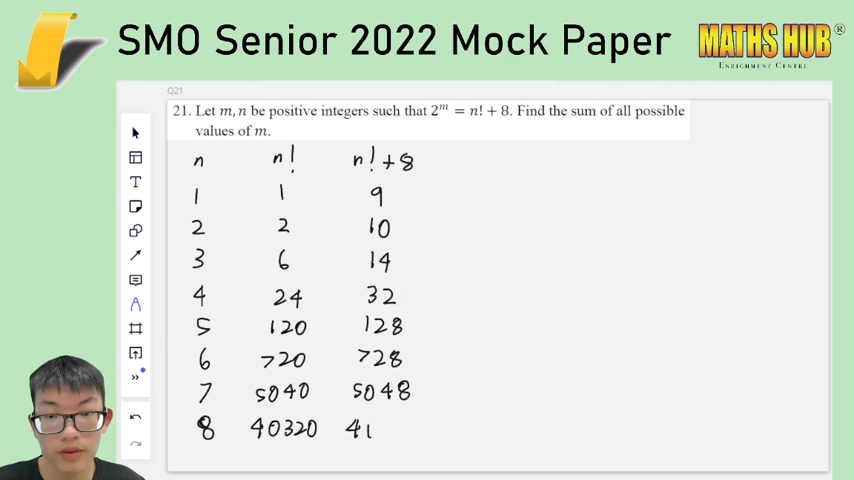 SMO Senior 2022 Mock Paper
MATHS HUB®
ENRICHMENT CENTRE
Q21
21. Let m, n be positive integers such that 2^m = n! + 8. Find the sum of all possible
values of m.
n n! n!+8
1 1 9
2 2 10
3 6 14
4 24 32
5 120 128
6 720 728
7 5040 5048
8 40320 41